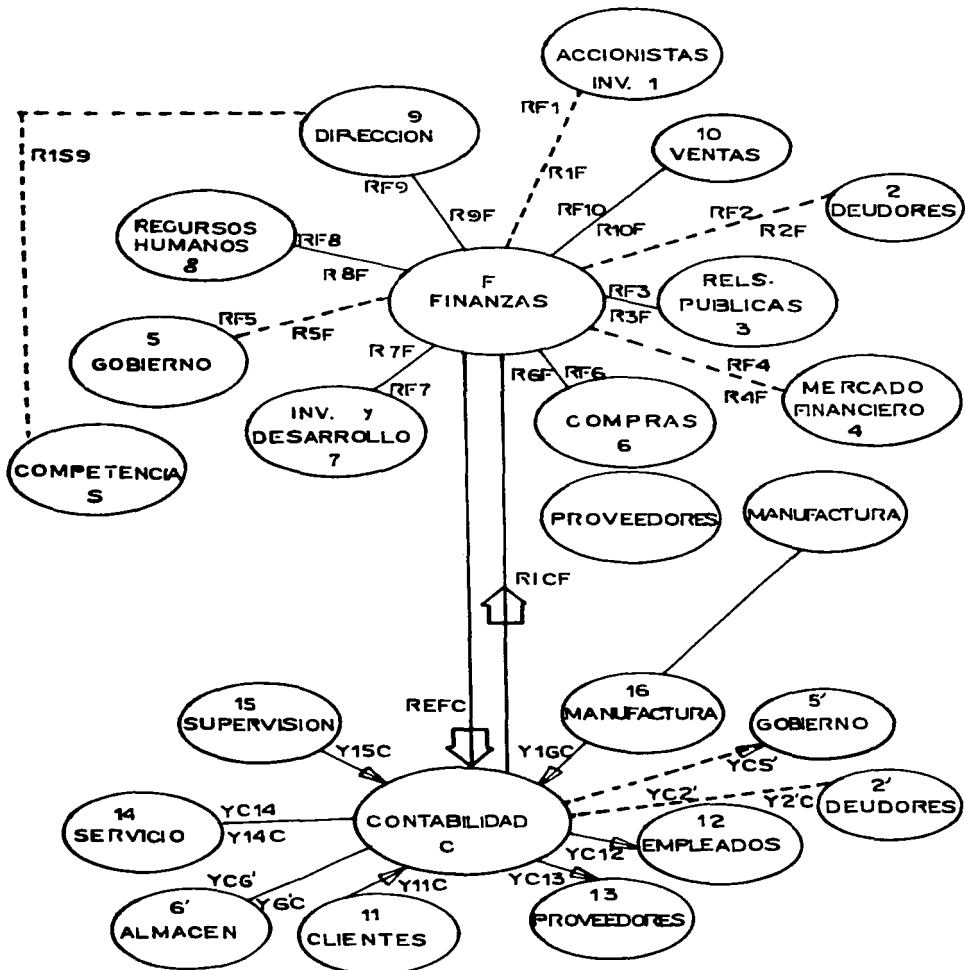 ACCIONISTAS
INV. 1
RF1
R1F
9
DIRECCION
R1S9
10
VENTAS
RF9
R9F
RF10
R10F
2
DEUDORES
RF2
R2F
RECURSOS
HUMANOS
8
RF8
R8F
F
FINANZAS
RELS.
PUBLICAS
3
RF3
R3F
5
GOBIERNO
RF5
R5F
R7F
RF7
R6F
RF6
RF4
R4F
MERCADO
FINANCIERO
4
INV. y
DESARROLLO
7
COMPRAS
6
COMPETENCIA
S
PROVEEDORES
MANUFACTURA
RICF
REFC
15
SUPERVISION
16
MANUFACTURA
5'
GOBIERNO
Y15C
Y16C
YC5'
14
SERVICIO
YC14
Y14C
CONTABILIDAD
C
YC2'
Y2'C
2'
DEUDORES
12
EMPLEADOS
YC12
YC6'
Y6'C
Y11C
YC13
6'
ALMACEN
11
CLIENTES
13
PROVEEDORES